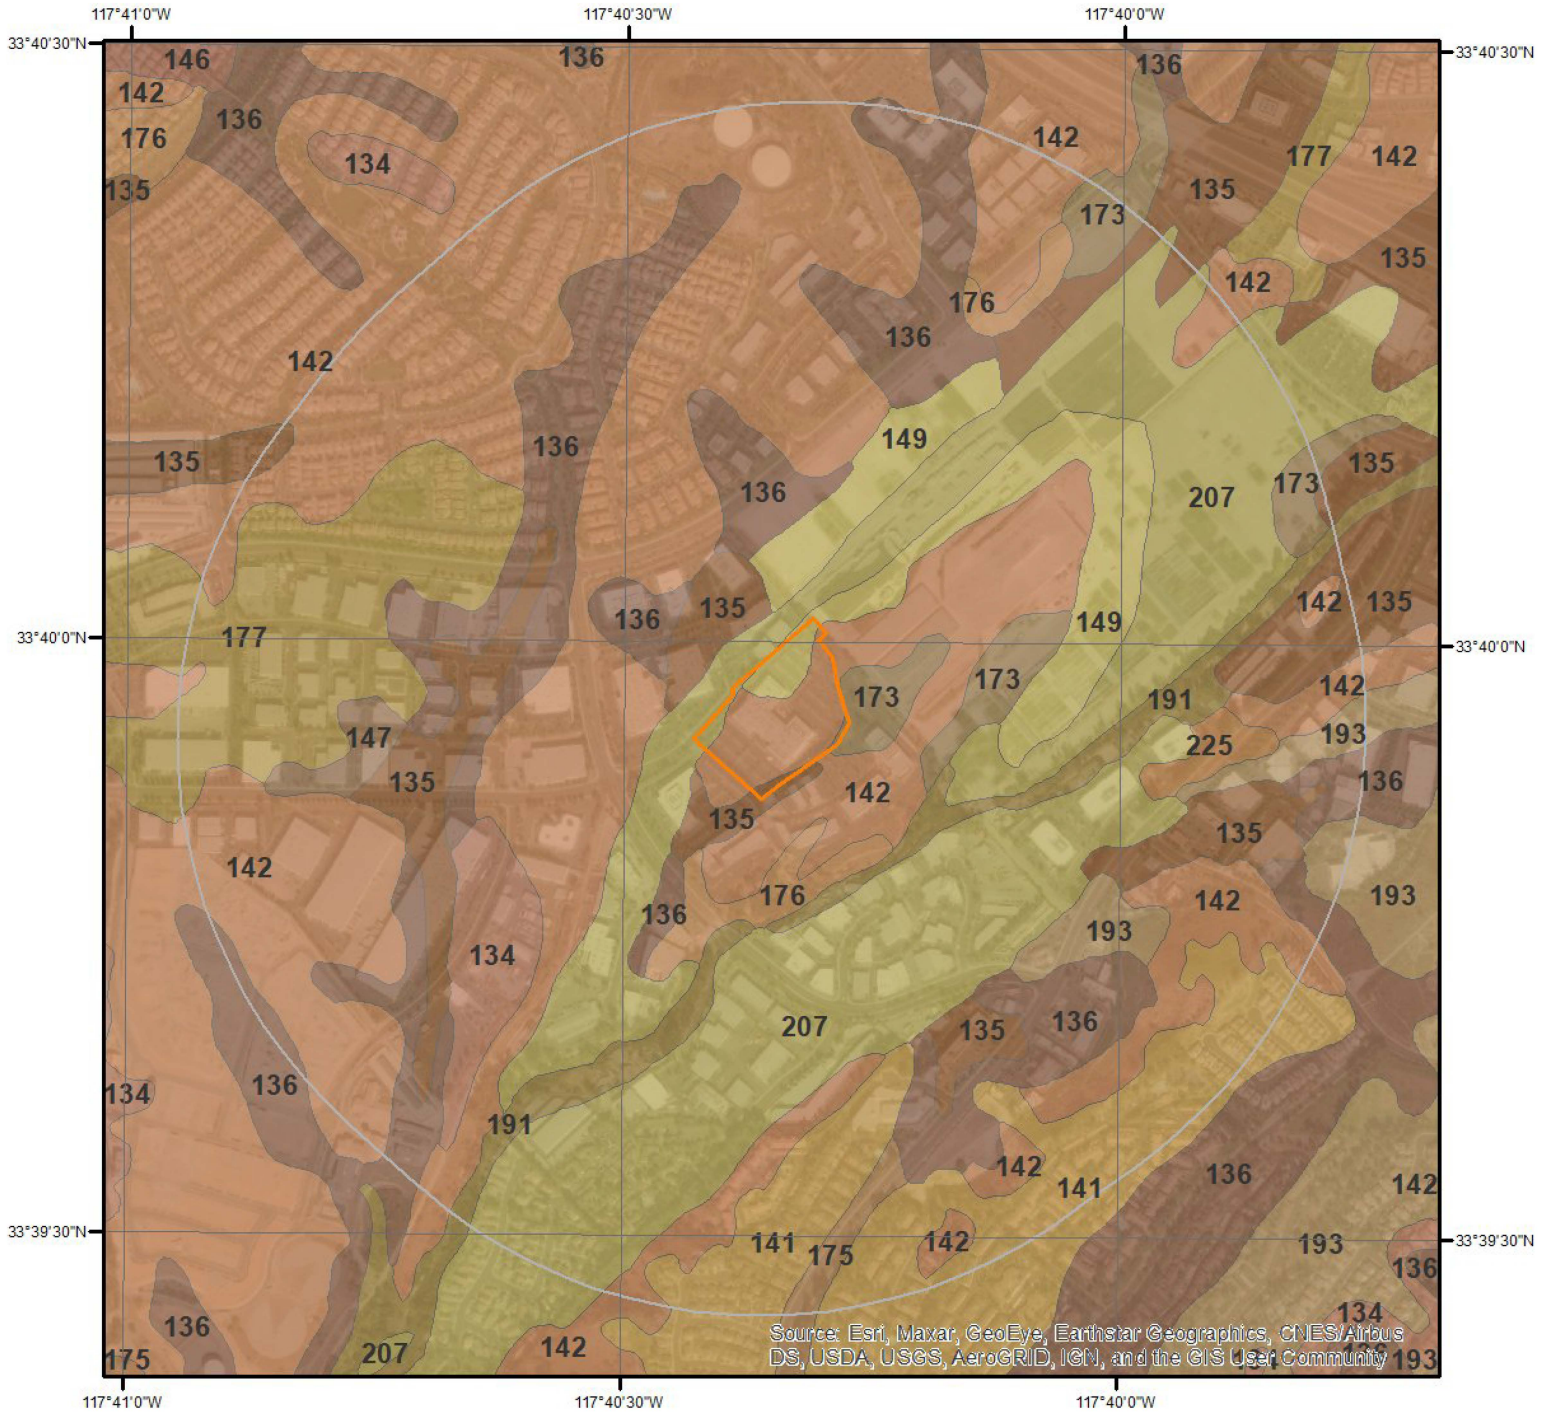 117°41'0"W 117°40'30"W 117°40'0"W
33°40'30"N 33°40'30"N
146 136 136
142
136
176 142
134 177 142
135 135
173
135
142
176
136
142
149
136
135 135
136 173
207
135 142 135
136 149
33°40'0"N 177 33°40'0"N
173 173 142
191
147 225 193
135 142 136
135 135
142
176 193
136 142
193
134
207 135 136
136
134
191
142 136
141 142
33°39'30"N 141 142 193 33°39'30"N
175
136
134
136
Source: Esri, Maxar, GeoEye, Earthstar Geographics, CNES/Airbus
DS, USDA, USGS, AeroGRID, IGN, and the GIS User Community
142
207
175 193
117°41'0"W 117°40'30"W 117°40'0"W